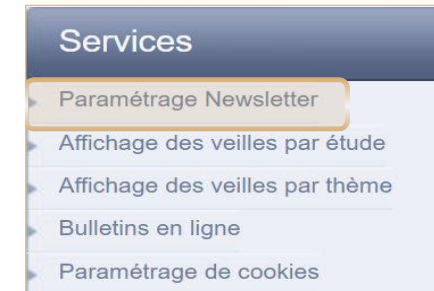 Services
Paramétrage Newsletter
Affichage des veilles par étude
Affichage des veilles par thème
Bulletins en ligne
Paramétrage de cookies